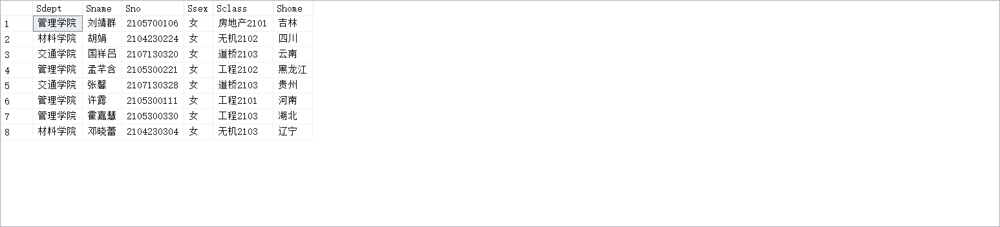 Sdept Sname Sno Ssex Sclass Shome
1 管理学院 刘靖群 2105700106 女 房地产2101 吉林
2 材料学院 胡娟 2104230224 女 无机2102 四川
3 交通学院 国祥吕 2107130320 女 道桥2103 云南
4 管理学院 孟芊含 2105300221 女 工程2102 黑龙江
5 交通学院 张馨 2107130328 女 道桥2103 贵州
6 管理学院 许露 2105300111 女 工程2101 河南
7 管理学院 霍嘉慧 2105300330 女 工程2103 湖北
8 材料学院 邓晓蕾 2104230304 女 无机2103 辽宁